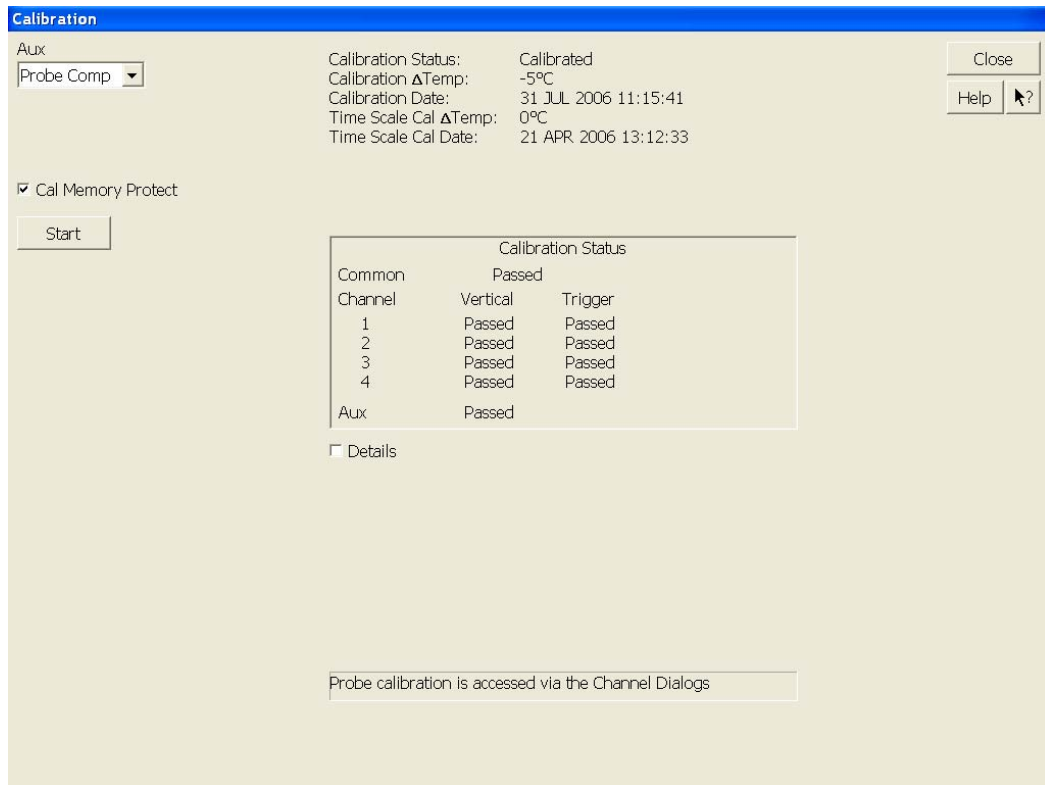 Calibration
Aux
Probe Comp
Calibration Status: Calibrated
Calibration ΔTemp: -5ºC
Calibration Date: 31 JUL 2006 11:15:41
Time Scale Cal ΔTemp: 0ºC
Time Scale Cal Date: 21 APR 2006 13:12:33
Close
Help ?
Cal Memory Protect
Start
Calibration Status
Common Passed
Channel Vertical Trigger
1 Passed Passed
2 Passed Passed
3 Passed Passed
4 Passed Passed
Aux Passed
Details
Probe calibration is accessed via the Channel Dialogs